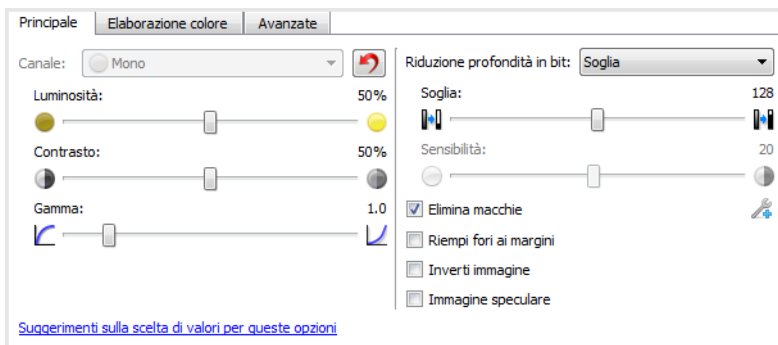 Principale Elaborazione colore Avanzate
Canale: Mono
Luminosità: 50%
Contrasto: 50%
Gamma: 1.0
Riduzione profondità in bit: Soglia
Soglia: 128
Sensibilità: 20
Elimina macchie
Riempi fori ai margini
Inverti immagine
Immagine speculare
Suggerimenti sulla scelta di valori per queste opzioni